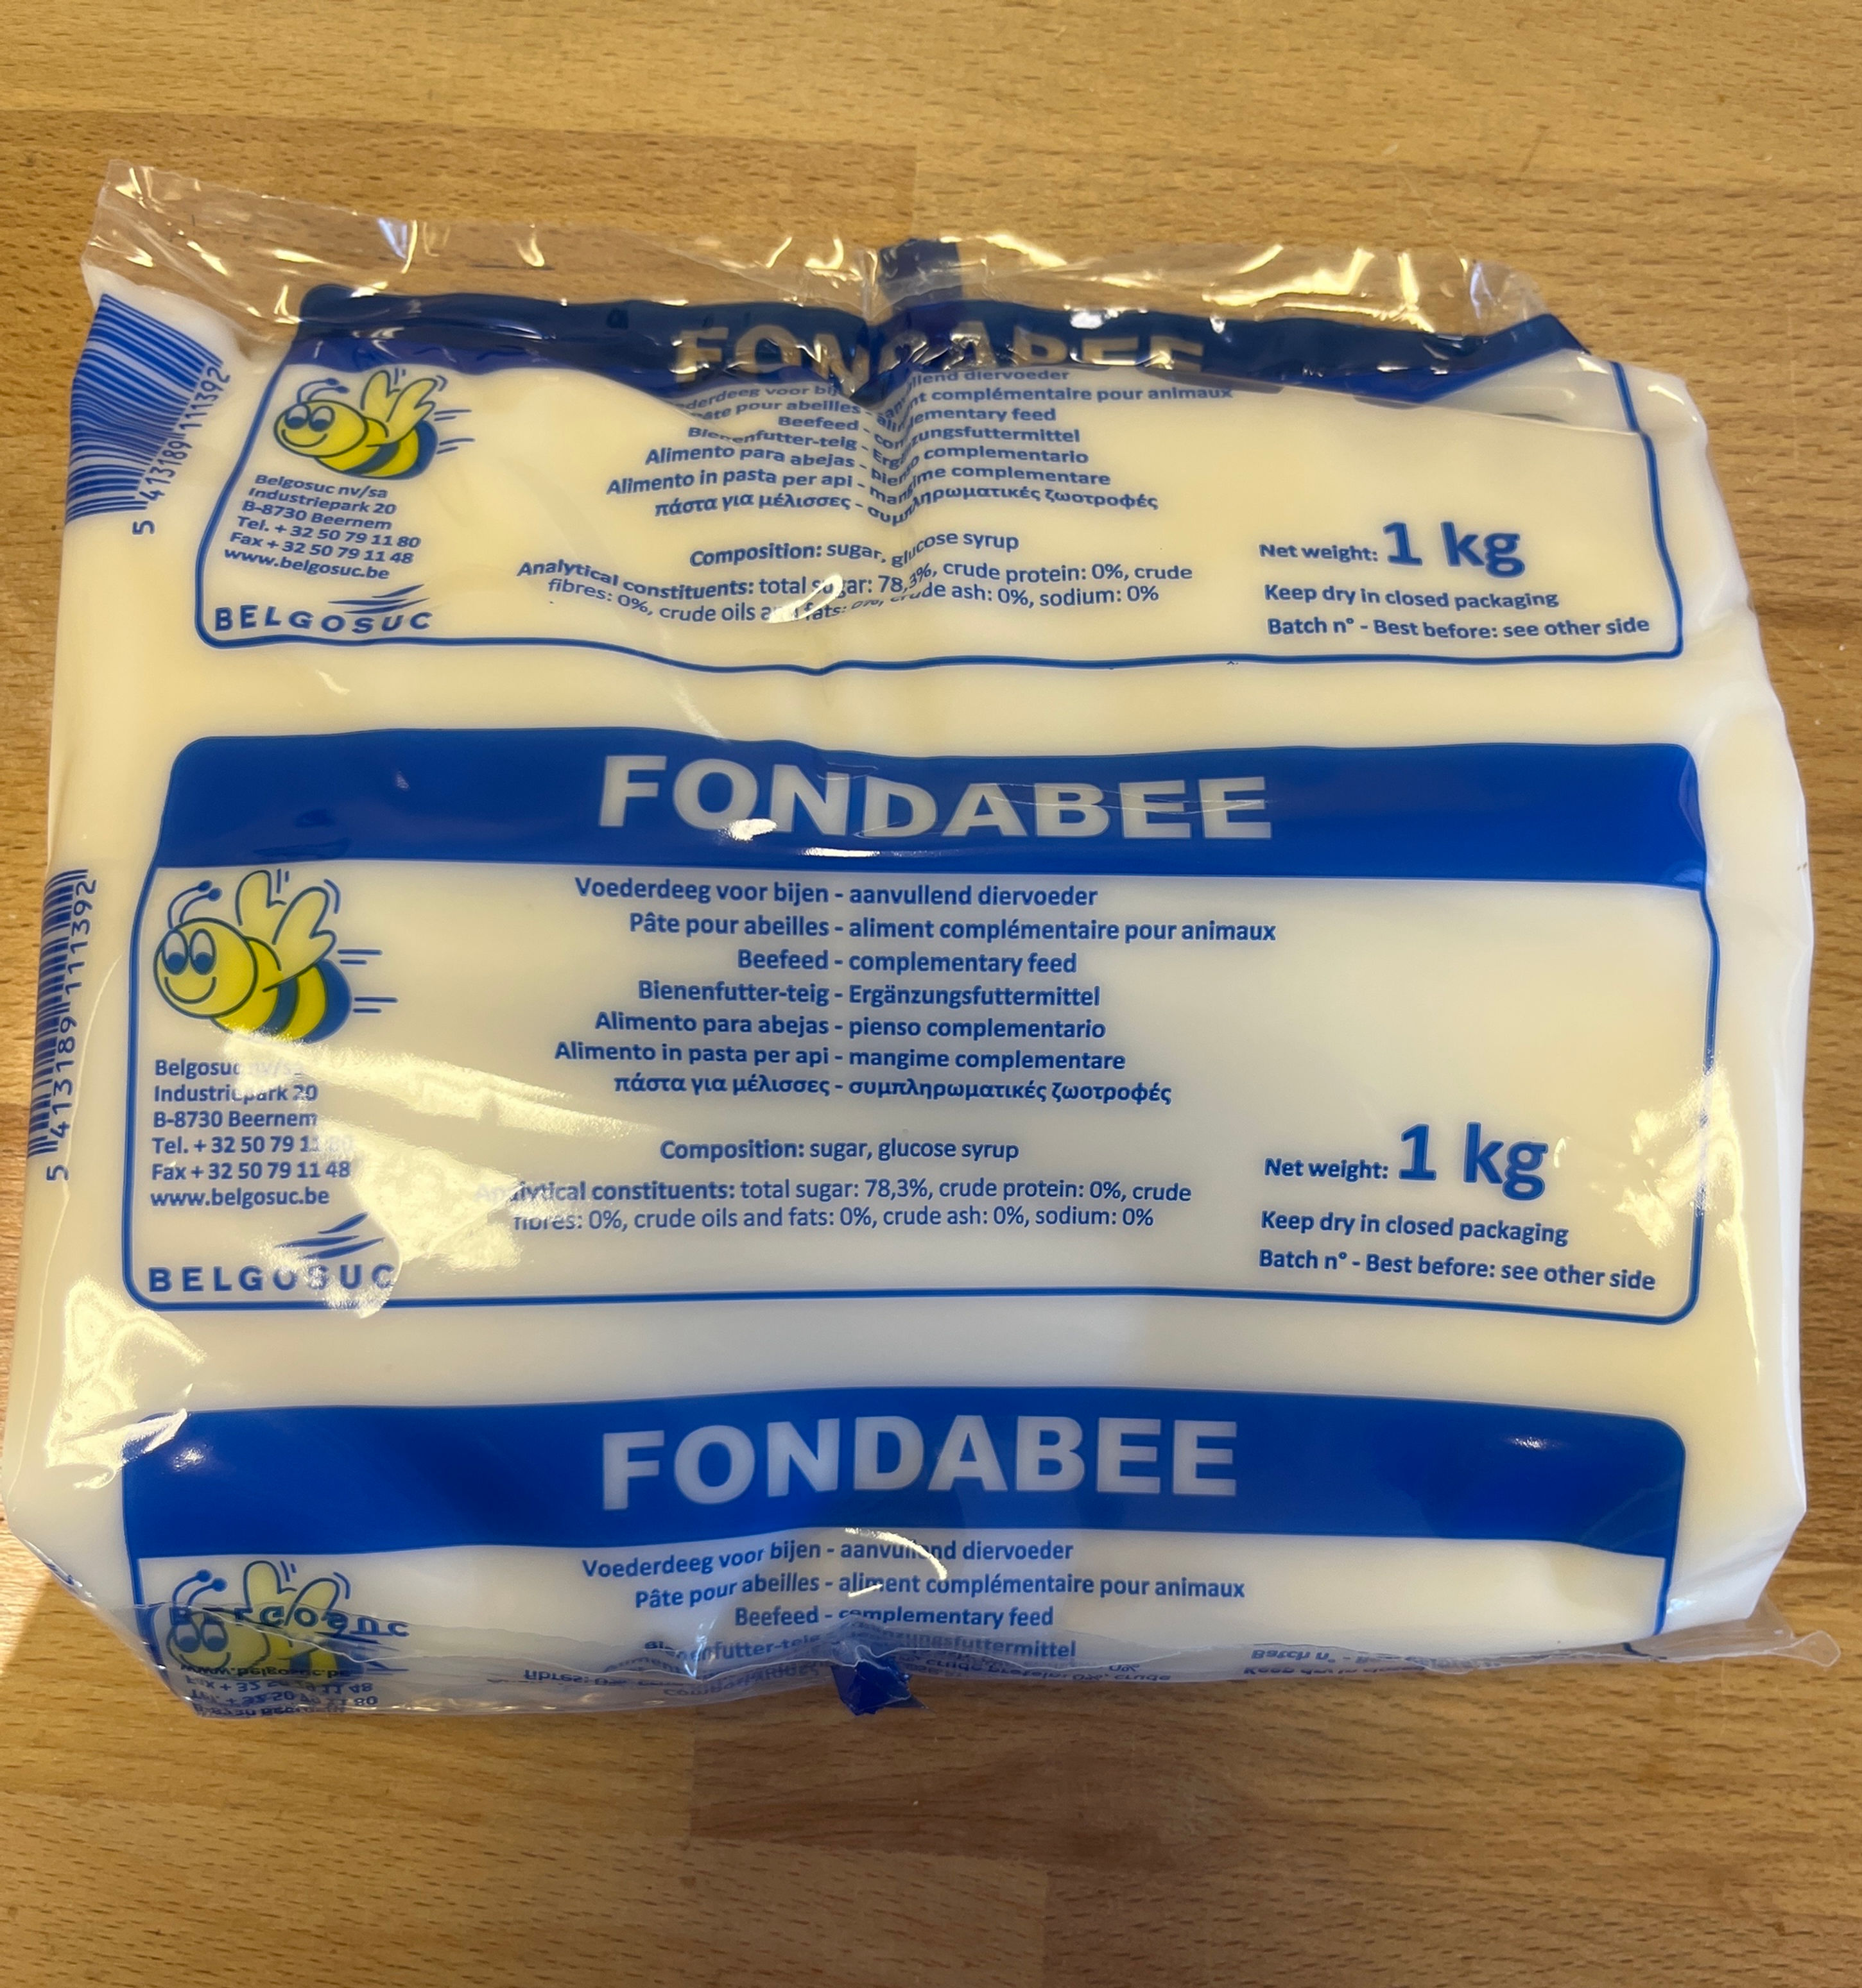 5 413189 111392
Belgosuc nv/sa
Industriepark 20
B-8730 Beernem
Tel. + 32 50 79 11 80
Fax + 32 50 79 11 48
www.belgosuc.be
BELGOSUC
FONDABEE
voor diervoeder
pour abeilles - complémentaire pour animaux
Beefeed - feed
Bienenfutter-teig -
Alimento para abejas - complementario
Alimento in pasta per api - complementare
πάστα για μέλισσες - συμπληρωματικές ζωοτροφές
Composition: sugar, glucose syrup
Analytical constituents: total sugar: 78,3%, crude protein: 0%, crude
fibres: 0%, crude oils and fats: 0%, crude ash: 0%, sodium: 0%
Net weight: 1 kg
Keep dry in closed packaging
Batch n° - Best before: see other side
FONDABEE
Voederdeeg voor bijen - aanvullend diervoeder
Pâte pour abeilles - aliment complémentaire pour animaux
Beefeed - complementary feed
Bienenfutter-teig - Ergänzungsfuttermittel
Alimento para abejas - pienso complementario
Alimento in pasta per api - mangime complementare
πάστα για μέλισσες - συμπληρωματικές ζωοτροφές
5 413189 111392
Belgosuc
Industriepark 20
B-8730 Beernem
Tel. + 32 50 79 11
Fax + 32 50 79 11 48
www.belgosuc.be
BELGOSUC
Composition: sugar, glucose syrup
Analytical constituents: total sugar: 78,3%, crude protein: 0%, crude
fibres: 0%, crude oils and fats: 0%, crude ash: 0%, sodium: 0%
Net weight: 1 kg
Keep dry in closed packaging
Batch n° - Best before: see other side
FONDABEE
Voederdeeg voor bijen - aanvullend diervoeder
Pâte pour abeilles - aliment complémentaire pour animaux
Beefeed - complementary feed